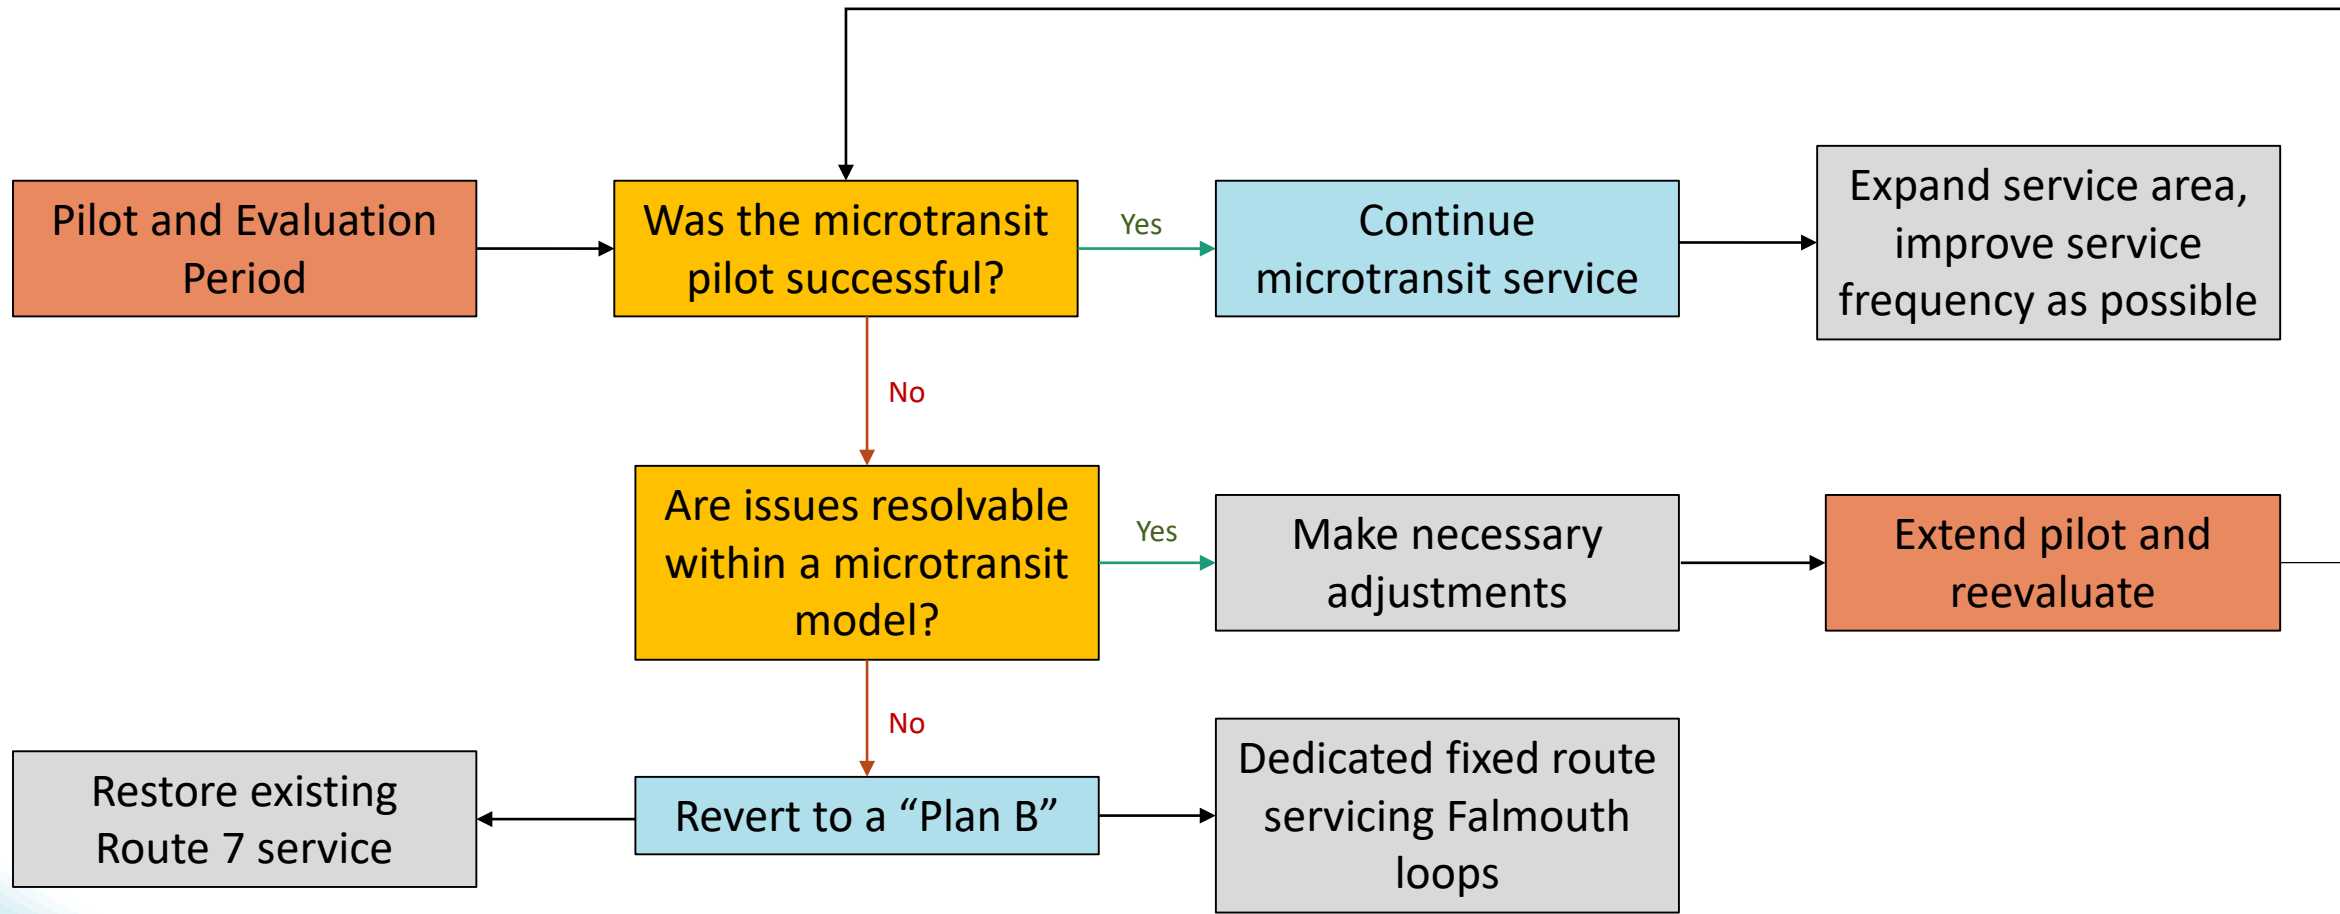 Pilot and Evaluation
Period
Was the microtransit
pilot successful?
Yes
Continue
microtransit service
Expand service area,
improve service
frequency as possible
No
Are issues resolvable
within a microtransit
model?
Yes
Make necessary
adjustments
Extend pilot and
reevaluate
No
Restore existing
Route 7 service
Revert to a “Plan B”
Dedicated fixed route
servicing Falmouth
loops